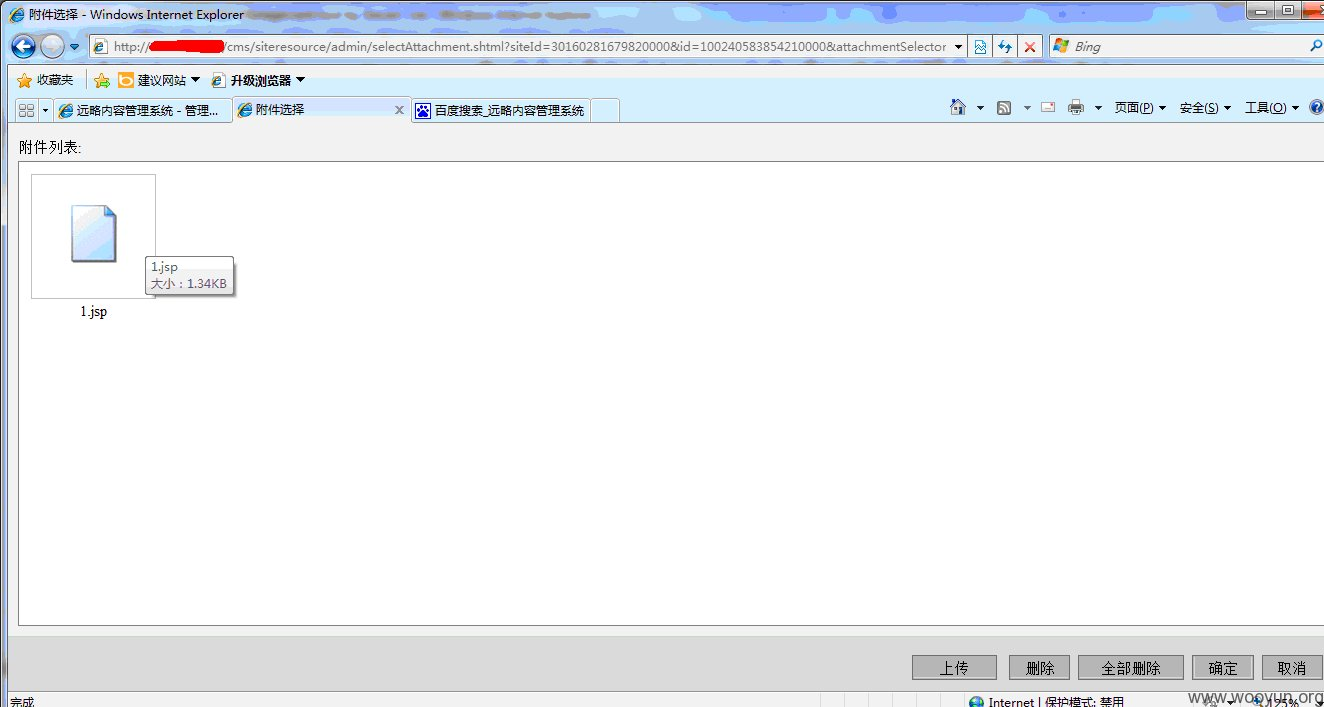 附件选择 - Windows Internet Explorer
http:// /cms/siteresource/admin/selectAttachment.shtml?siteId=30160281679820000&id=100240583854210000&attachmentSelector
Bing
收藏夹 建议网站 升级浏览器
远略内容管理系统 - 管理... 附件选择 百度搜索_远略内容管理系统 页面(P) 安全(S) 工具(O)
附件列表:
1.jsp
大小：1.34KB
1.jsp
上传 删除 全部删除 确定 取消
完成 Internet | 保护模式: 禁用 125%
www.wooyun.org